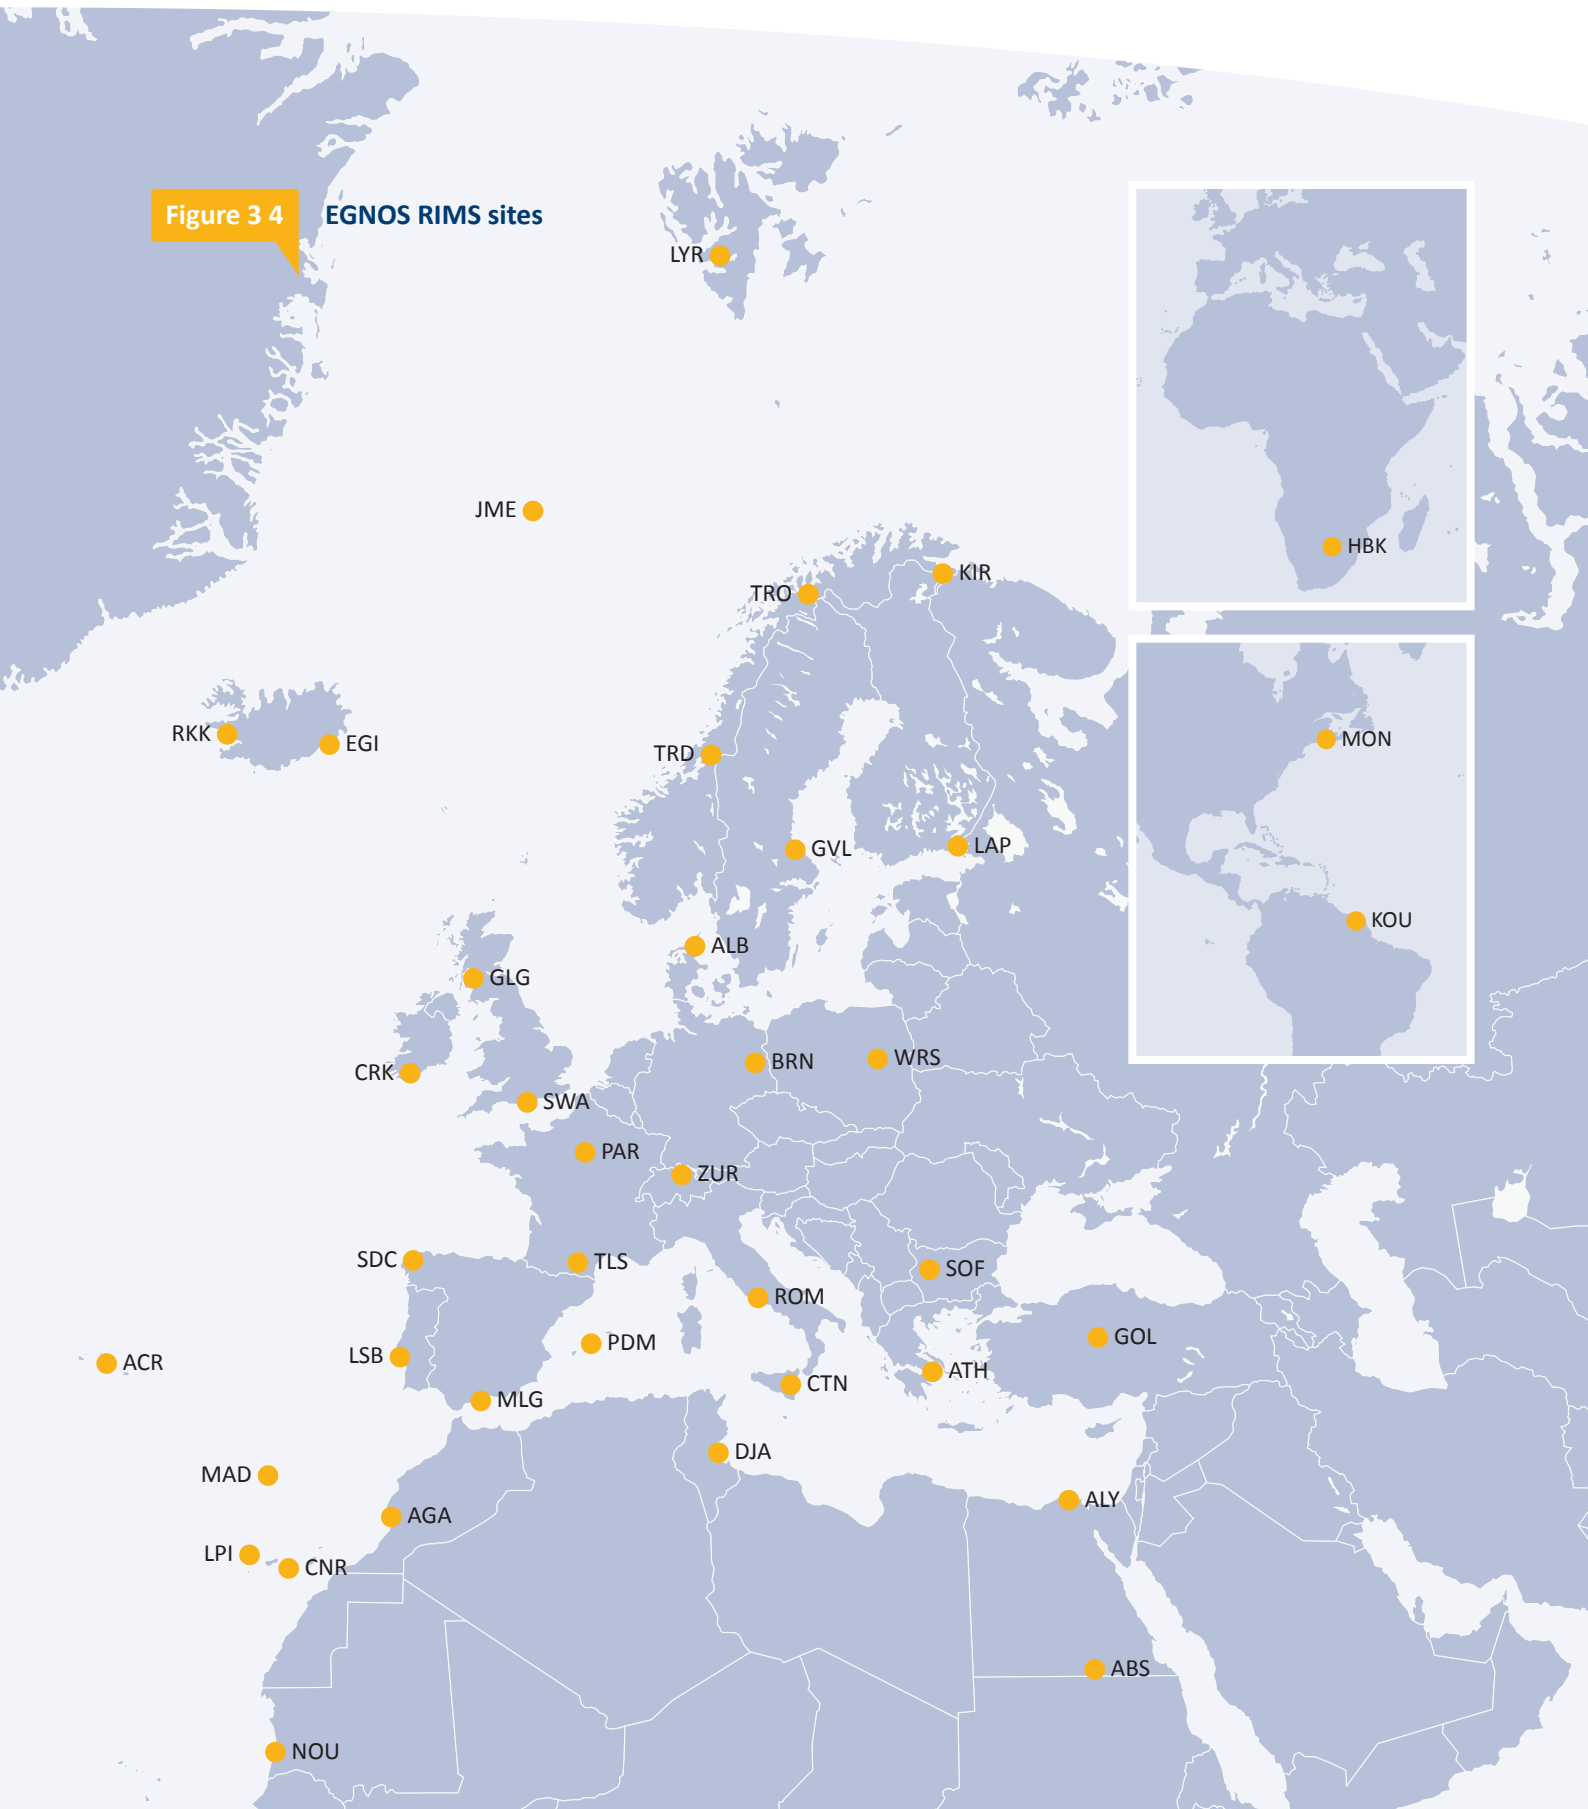 Figure 3 4 EGNOS RIMS sites
LYR
JME
HBK
KIR
TRO
RKK
EGI
TRD
MON
GVL
LAP
KOU
ALB
GLG
CRK
BRN
WRS
SWA
PAR
ZUR
SDC
TLS
SOF
ROM
GOL
PDM
LSB
ACR
ATH
CTN
MLG
DJA
MAD
ALY
AGA
LPI
CNR
ABS
NOU